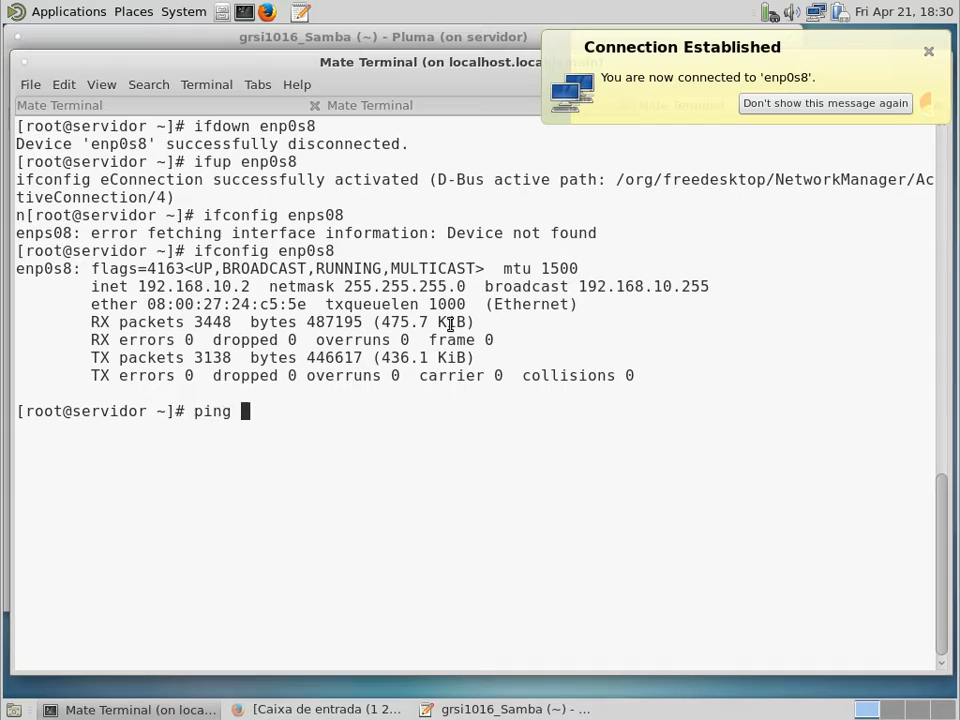 Applications Places System
Fri Apr 21, 18:30
grsi1016_Samba (~) - Pluma (on servidor)
Mate Terminal (on localhost.loca
Connection Established
You are now connected to 'enp0s8'.
Don't show this message again
File Edit View Search Terminal Tabs Help
Mate Terminal
Mate Terminal
[root@servidor ~]# ifdown enp0s8
Device 'enp0s8' successfully disconnected.
[root@servidor ~]# ifup enp0s8
ifconfig eConnection successfully activated (D-Bus active path: /org/freedesktop/NetworkManager/Ac
tiveConnection/4)
n[root@servidor ~]# ifconfig enps08
enps08: error fetching interface information: Device not found
[root@servidor ~]# ifconfig enp0s8
enp0s8: flags=4163<UP,BROADCAST,RUNNING,MULTICAST>  mtu 1500
        inet 192.168.10.2  netmask 255.255.255.0  broadcast 192.168.10.255
        ether 08:00:27:24:c5:5e  txqueuelen 1000  (Ethernet)
        RX packets 3448  bytes 487195 (475.7 KiB)
        RX errors 0  dropped 0  overruns 0  frame 0
        TX packets 3138  bytes 446617 (436.1 KiB)
        TX errors 0  dropped 0 overruns 0  carrier 0  collisions 0
[root@servidor ~]# ping
Mate Terminal (on loca...
[Caixa de entrada (1 2...
grsi1016_Samba (~) - ...